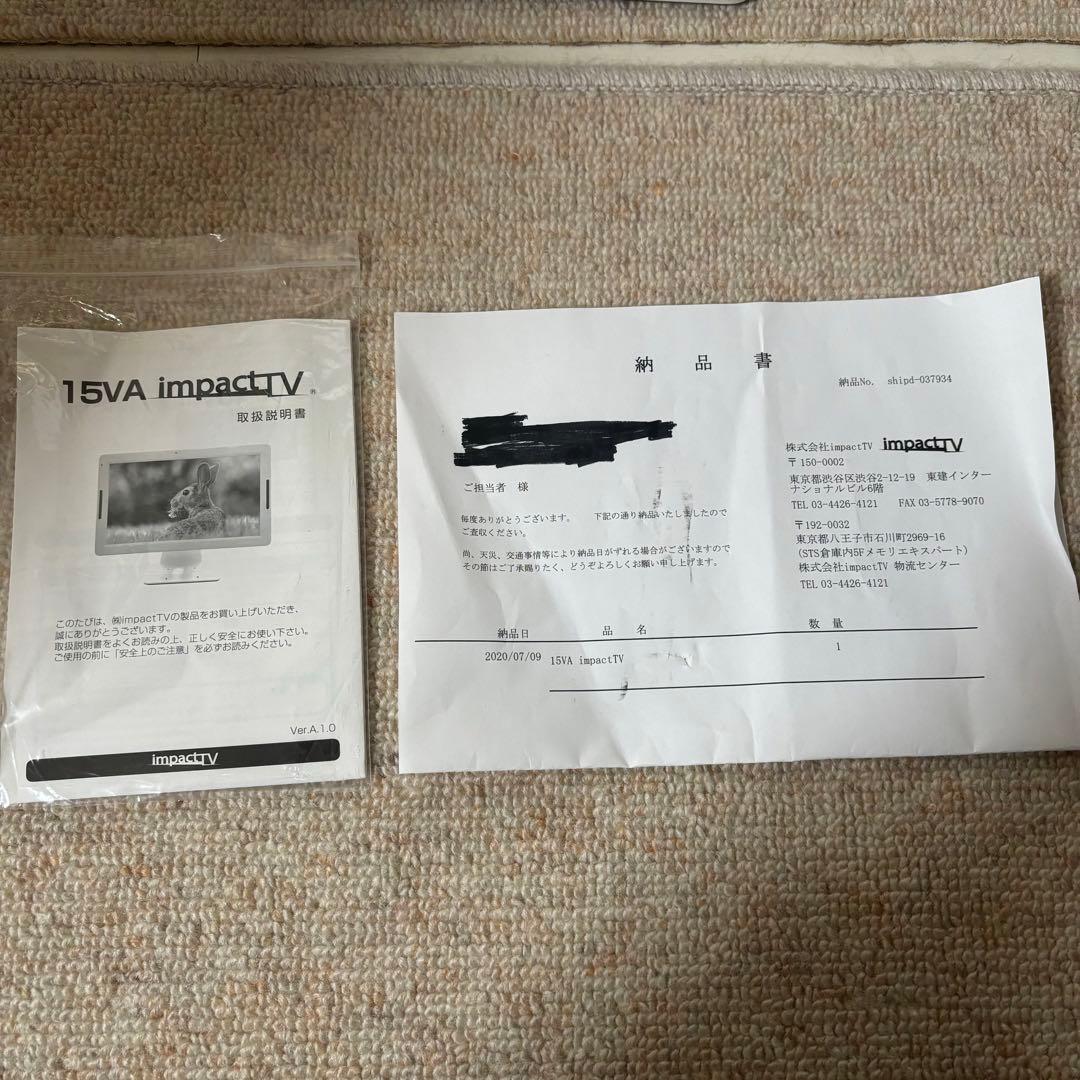 15VA impactTV®
取扱説明書
このたびは、㈱impactTVの製品をお買い上げいただき、
誠にありがとうございます。
取扱説明書をよくお読みの上、正しく安全にお使い下さい。
ご使用の前に「安全上のご注意」を必ずお読みください。
Ver.A.1.0
impactTV
納品書
納品No. shipd-037934
ご担当者 様
毎度ありがとうございます。 下記の通り納品いたしましたので
ご査収ください。
尚、天災、交通事情等により納品日がずれる場合がございますので
その節はご了承賜りたく、どうぞよろしくお願い申し上げます。
株式会社impactTV impactTV
〒150-0002
東京都渋谷区渋谷2-12-19 東建インター
ナショナルビル6階
TEL 03-4426-4121 FAX 03-5778-9070
〒192-0032
東京都八王子市石川町2969-16
(STS倉庫内5Fメモリエキスパート)
株式会社impactTV 物流センター
TEL 03-4426-4121
納品日 品名 数量
2020/07/09 15VA impactTV 1